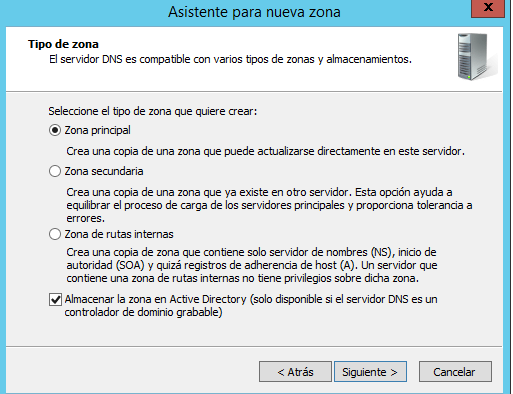 Asistente para nueva zona
x
Tipo de zona
El servidor DNS es compatible con varios tipos de zonas y almacenamientos.
Seleccione el tipo de zona que quiere crear:
Zona principal
Crea una copia de una zona que puede actualizarse directamente en este servidor.
Zona secundaria
Crea una copia de una zona que ya existe en otro servidor. Esta opción ayuda a
equilibrar el proceso de carga de los servidores principales y proporciona tolerancia a
errores.
Zona de rutas internas
Crea una copia de zona que contiene solo servidor de nombres (NS), inicio de
autoridad (SOA) y quizá registros de adherencia de host (A). Un servidor que
contiene una zona de rutas internas no tiene privilegios sobre dicha zona.
Almacenar la zona en Active Directory (solo disponible si el servidor DNS es un
controlador de dominio grabable)
< Atrás
Siguiente >
Cancelar